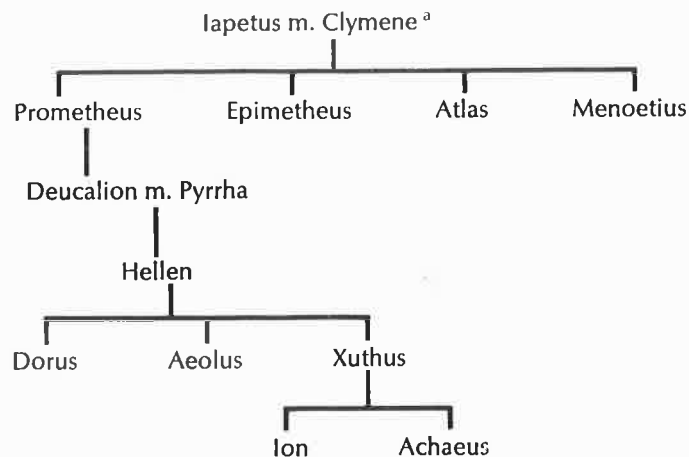 Iapetus m. Clymene a
Prometheus Epimetheus Atlas Menoetius
Deucalion m. Pyrrha
Hellen
Dorus Aeolus Xuthus
Ion Achaeus